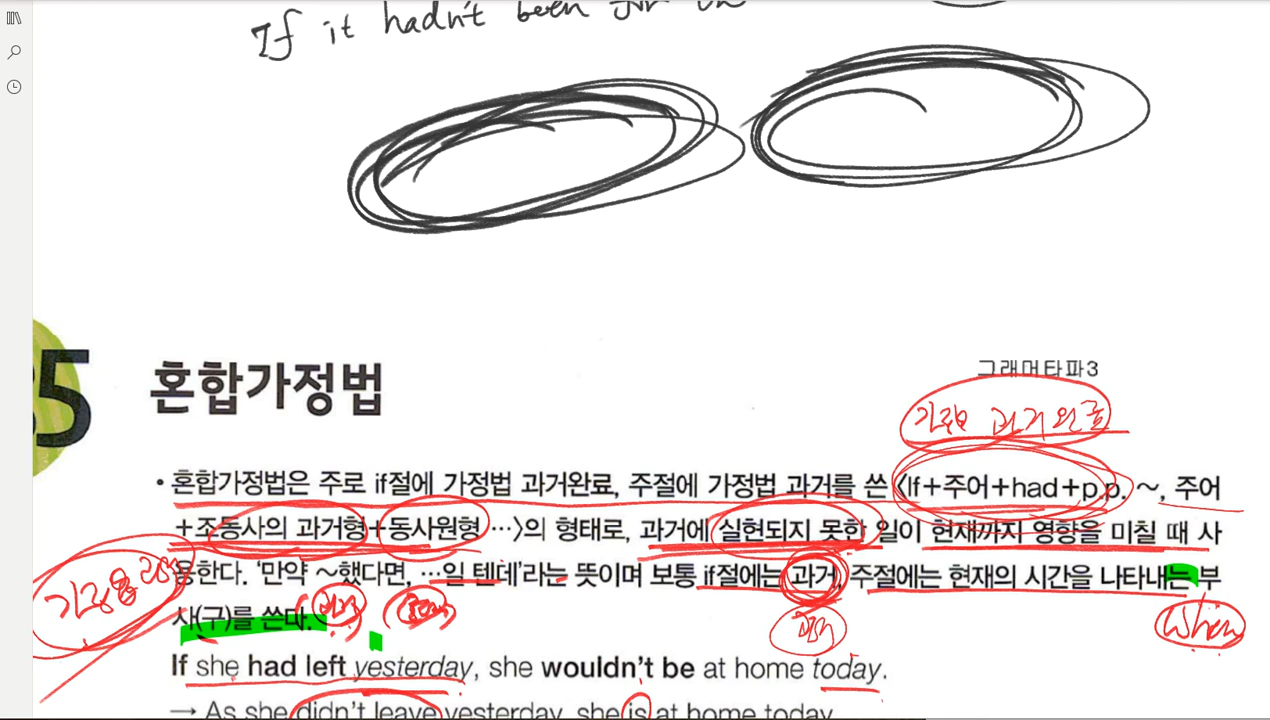 If it hadn't been for
5
혼합가정법
그래머타파3
가정법 과거완료
• 혼합가정법은 주로 if절에 가정법 과거완료, 주절에 가정법 과거를 쓴 〈If+주어+had+p.p. ~, 주어
+조동사의 과거형+동사원형 …〉의 형태로, 과거에 실현되지 못한 일이 현재까지 영향을 미칠 때 사
용한다. '만약 ~했다면, …일 텐데'라는 뜻이며 보통 if절에는 과거, 주절에는 현재의 시간을 나타내는 부
사(구)를 쓴다.
when
If she had left yesterday, she wouldn't be at home today.
→ As she didn't leave yesterday, she is at home today.